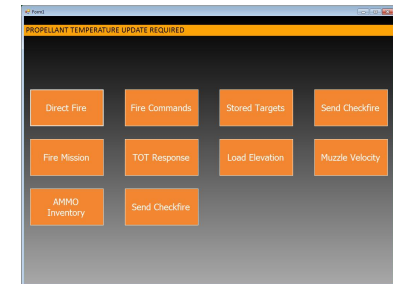 Form1
PROPELLANT TEMPERATURE UPDATE REQUIRED
Direct Fire
Fire Commands
Stored Targets
Send Checkfire
Fire Mission
TOT Response
Load Elevation
Muzzle Velocity
AMMO
Inventory
Send Checkfire